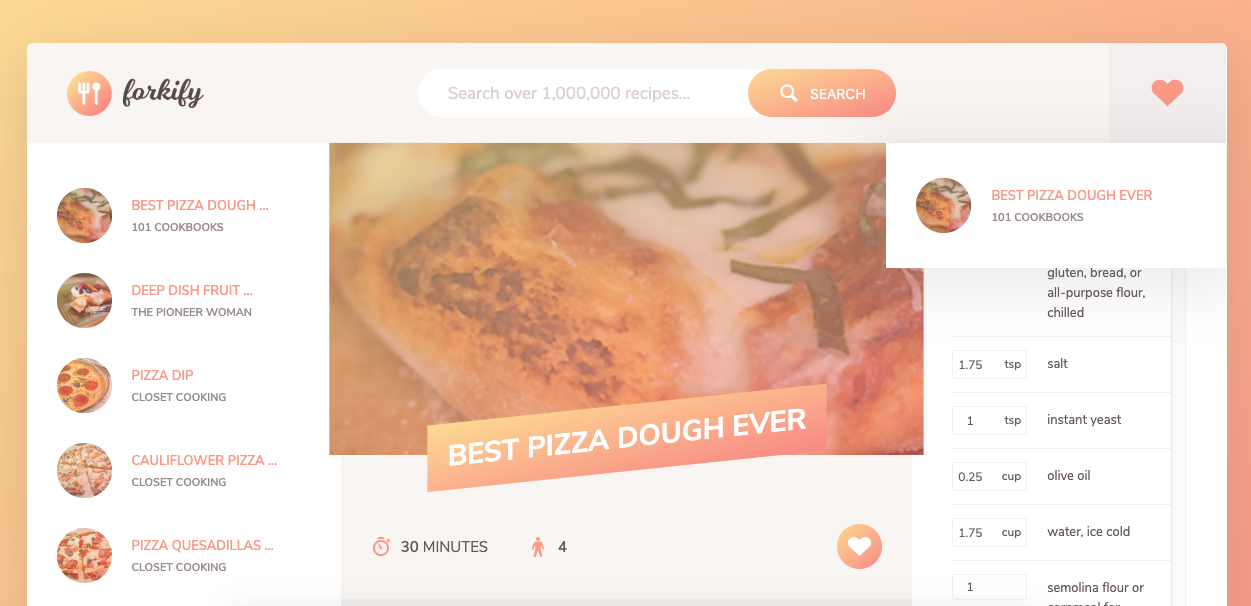 forkify
Search over 1,000,000 recipes...
SEARCH
BEST PIZZA DOUGH ...
101 COOKBOOKS
DEEP DISH FRUIT ...
THE PIONEER WOMAN
PIZZA DIP
CLOSET COOKING
CAULIFLOWER PIZZA ...
CLOSET COOKING
PIZZA QUESADILLAS ...
CLOSET COOKING
BEST PIZZA DOUGH EVER
30 MINUTES
4
BEST PIZZA DOUGH EVER
101 COOKBOOKS
gluten, bread, or
all-purpose flour,
chilled
1.75 tsp salt
1 tsp instant yeast
0.25 cup olive oil
1.75 cup water, ice cold
1 semolina flour or